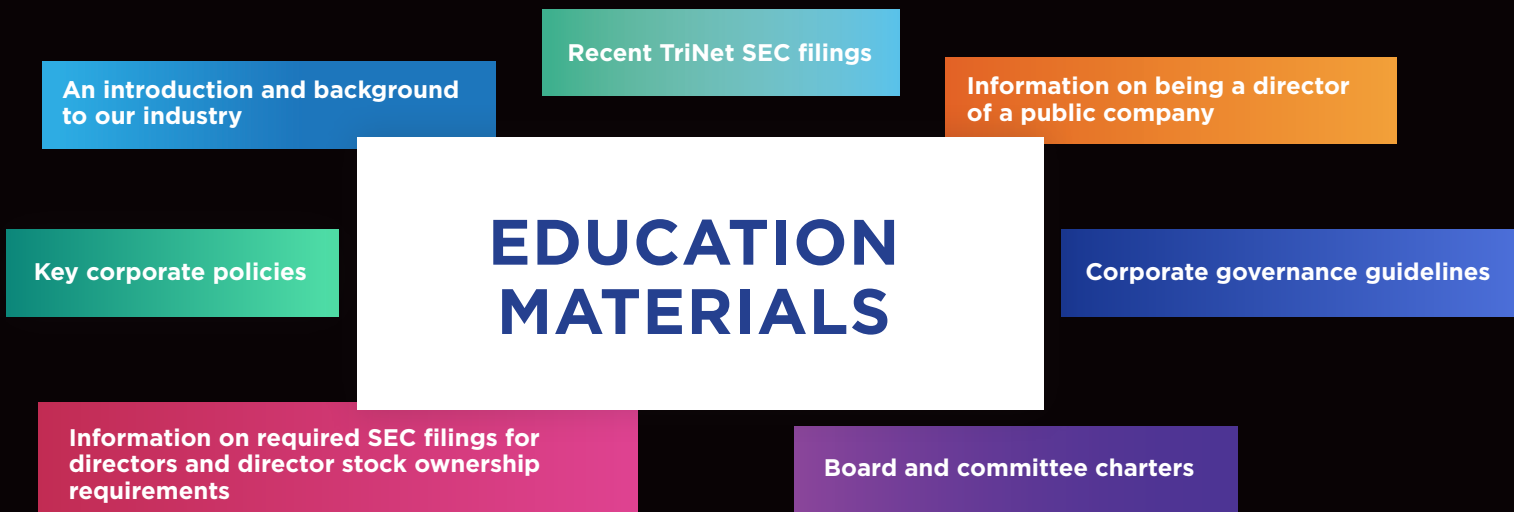 Recent TriNet SEC filings
An introduction and background
to our industry
Information on being a director
of a public company
EDUCATION
MATERIALS
Key corporate policies
Corporate governance guidelines
Information on required SEC filings for
directors and director stock ownership
requirements
Board and committee charters